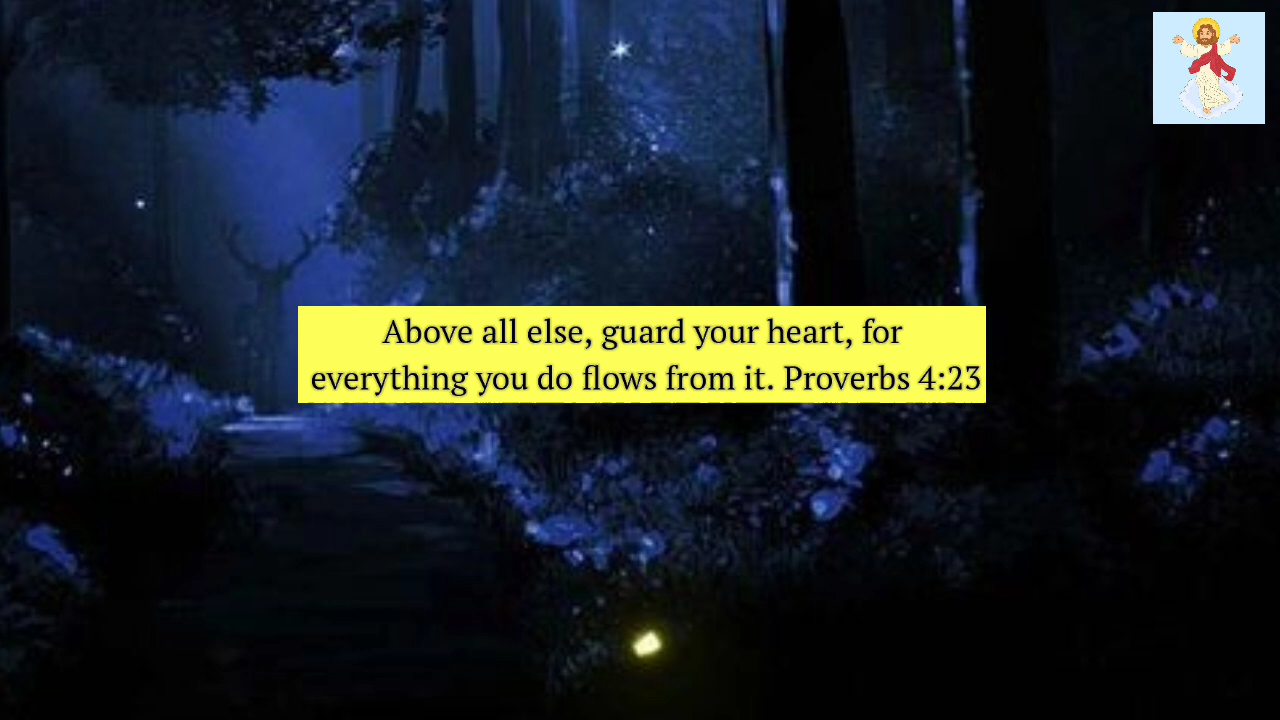 Above all else, guard your heart, for
everything you do flows from it. Proverbs 4:23